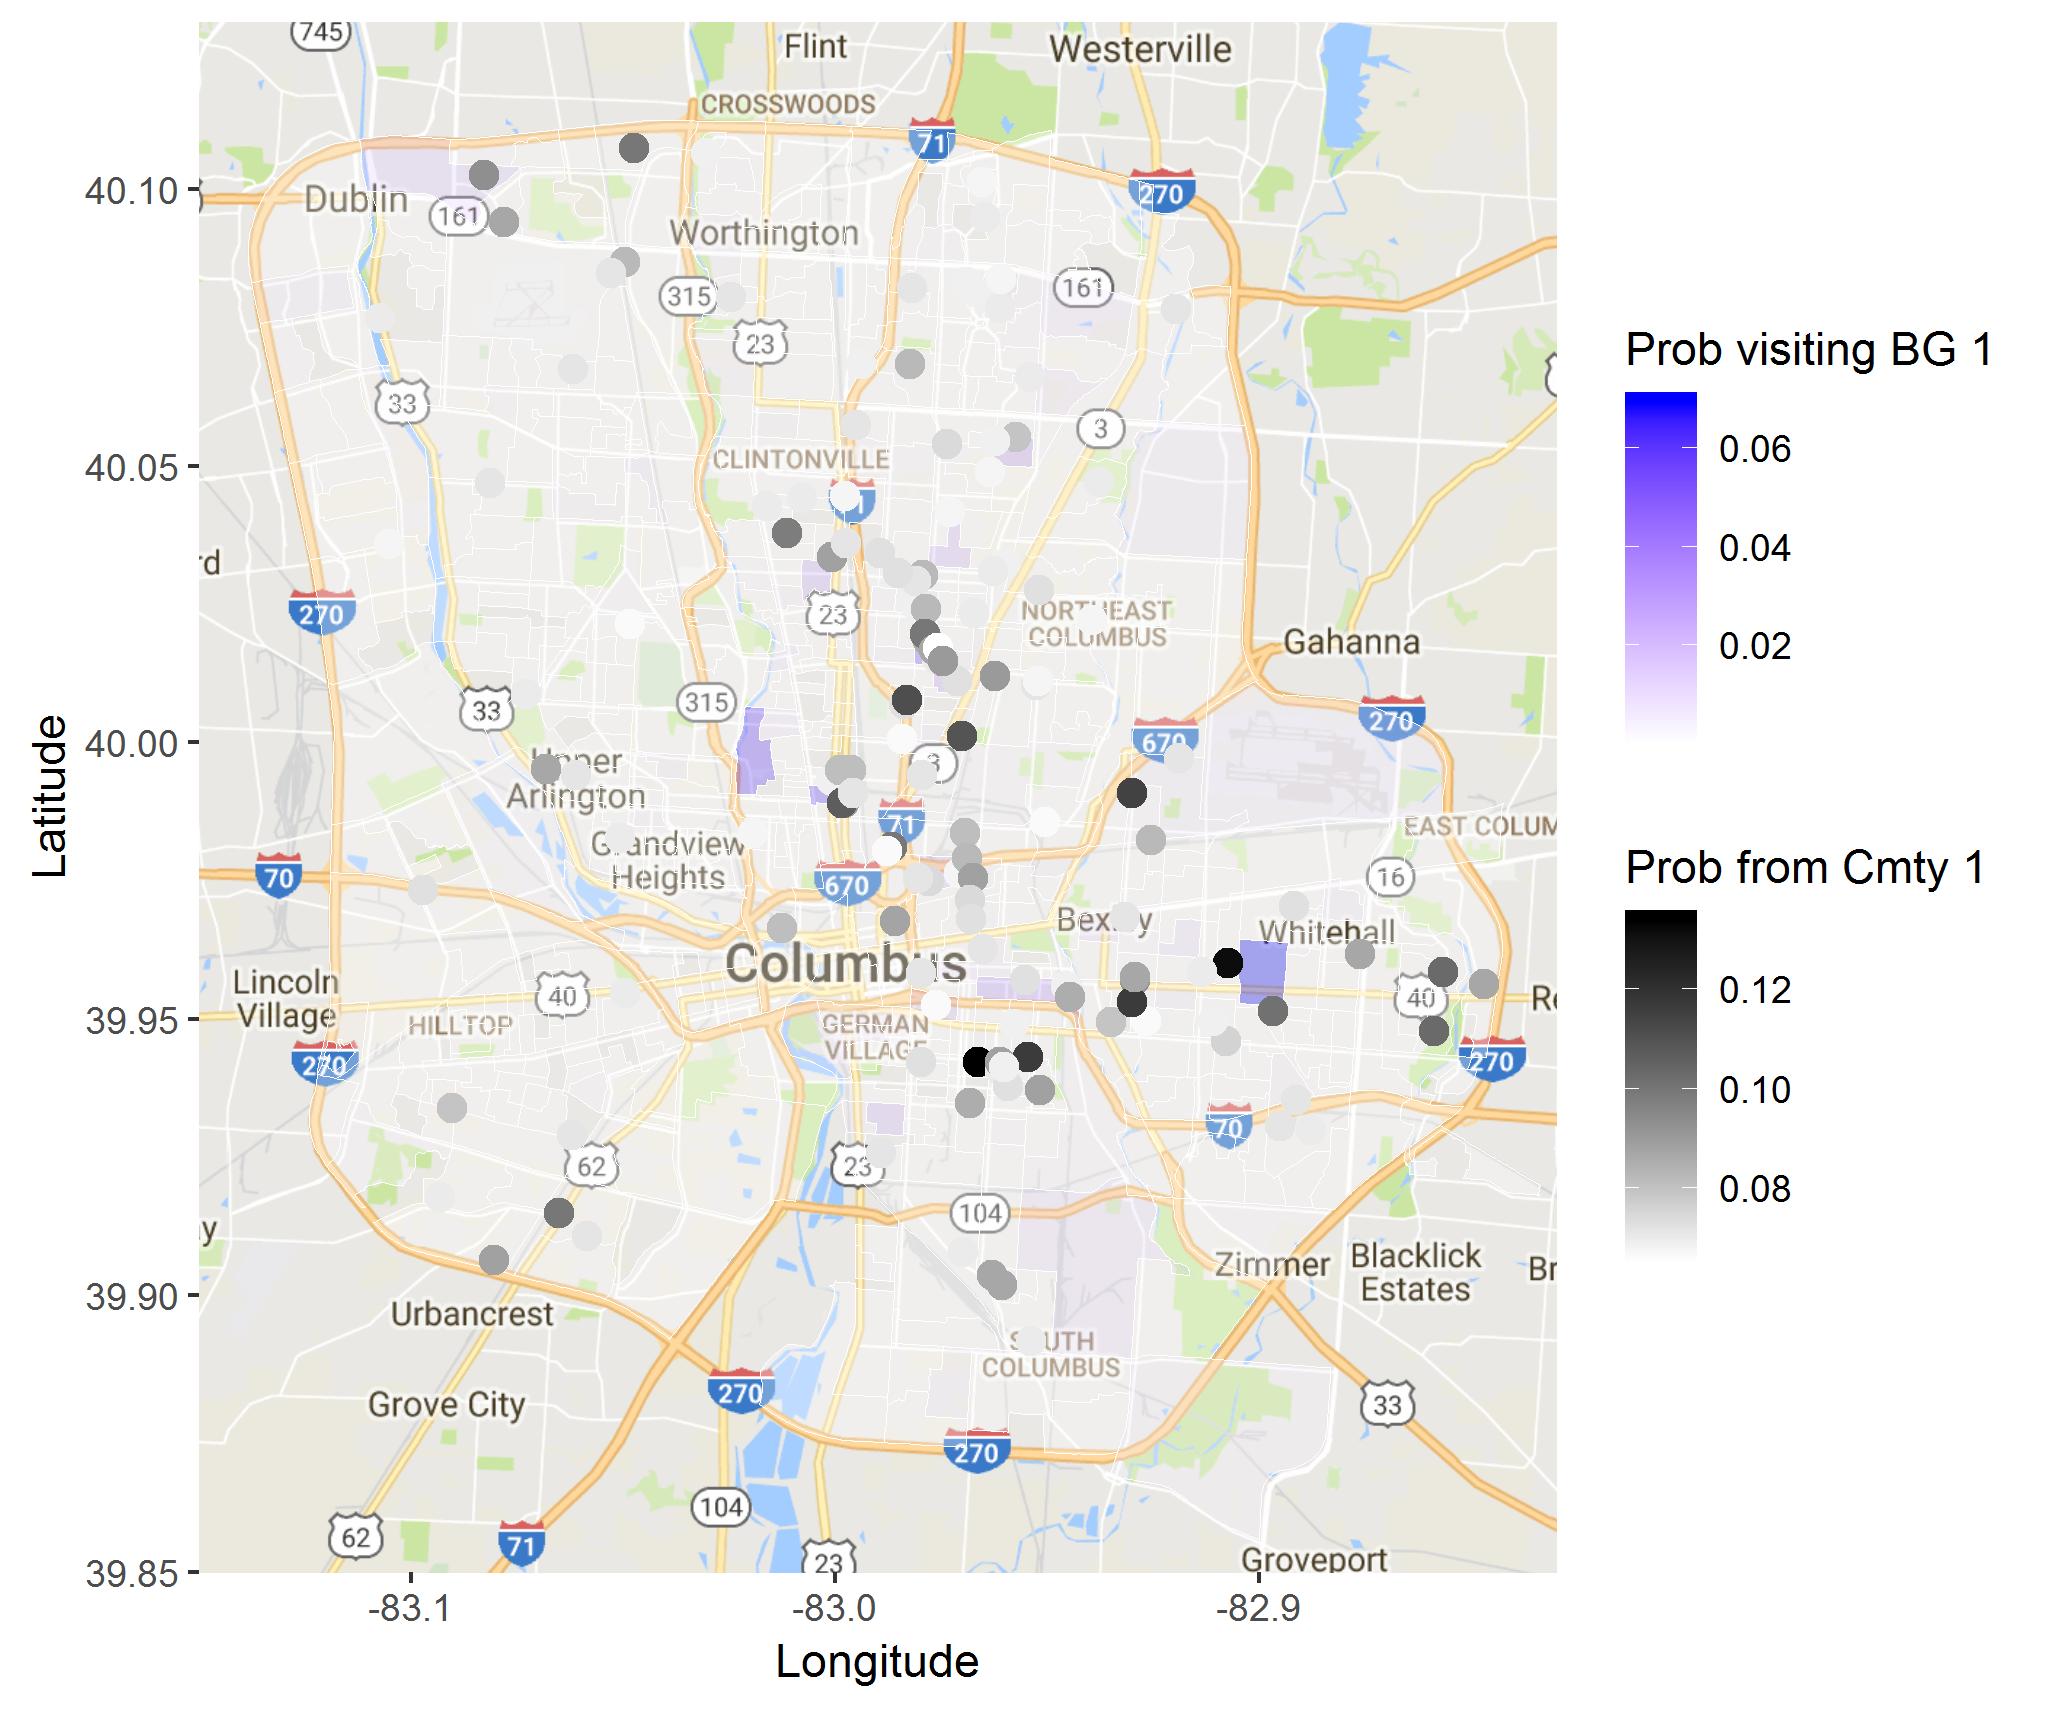 745
Flint
Westerville
CROSSWOODS
71
40.10
Dublin
270
161
Worthington
315
161
23
33
3
40.05
CLINTONVILLE
rd
270
23
NORTHEAST
COLUMBUS
Gahanna
33
315
270
40.00
670
3
Upper
Arlington
71
EAST COLUM
Grandview
Heights
70
670
16
Bexley
Whitehall
Columbus
Lincoln
Village
40
40
Re
39.95
HILLTOP
GERMAN
VILLAGE
270
270
70
62
23
y
104
Zimmer
Blacklick
Estates
Br
39.90
Urbancrest
SOUTH
COLUMBUS
270
Grove City
33
270
104
62
71
23
Groveport
39.85
-83.1
-83.0
-82.9
Longitude
Latitude
Prob visiting BG 1
0.06
0.04
0.02
Prob from Cmty 1
0.12
0.10
0.08